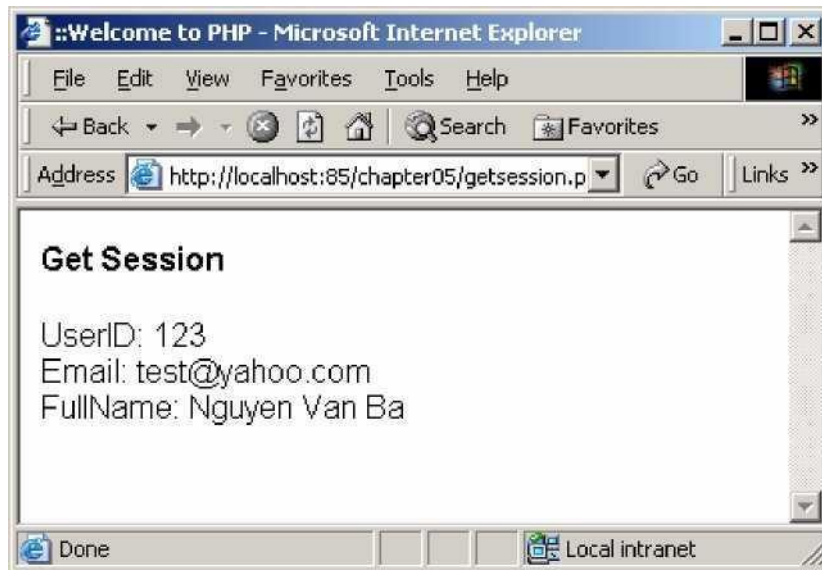 ::Welcome to PHP - Microsoft Internet Explorer
File Edit View Favorites Tools Help
Back Search Favorites »
Address http://localhost:85/chapter05/getsession.p Go Links »
Get Session
UserID: 123
Email: test@yahoo.com
FullName: Nguyen Van Ba
Done Local intranet